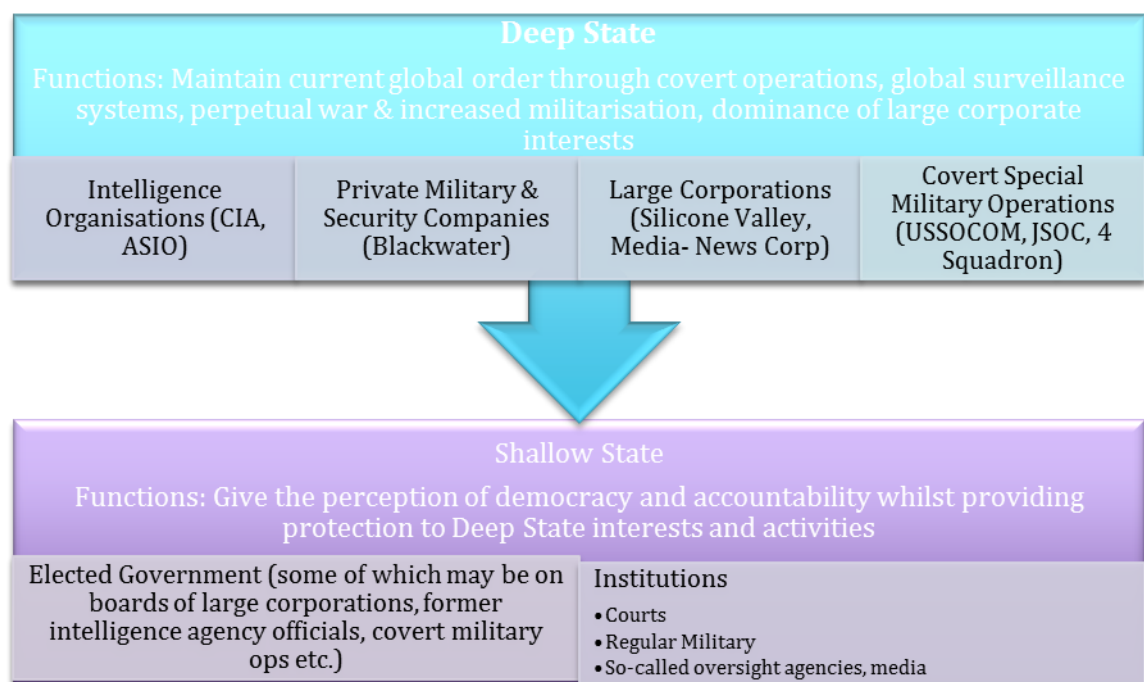 Deep State
Functions: Maintain current global order through covert operations, global surveillance
systems, perpetual war & increased militarisation, dominance of large corporate
interests
Intelligence
Organisations (CIA,
ASIO)
Private Military &
Security Companies
(Blackwater)
Large Corporations
(Silicone Valley,
Media- News Corp)
Covert Special
Military Operations
(USSOCOM, JSOC, 4
Squadron)
Shallow State
Functions: Give the perception of democracy and accountability whilst providing
protection to Deep State interests and activities
Elected Government (some of which may be on
boards of large corporations, former
intelligence agency officials, covert military
ops etc.)
Institutions
•Courts
•Regular Military
•So-called oversight agencies, media